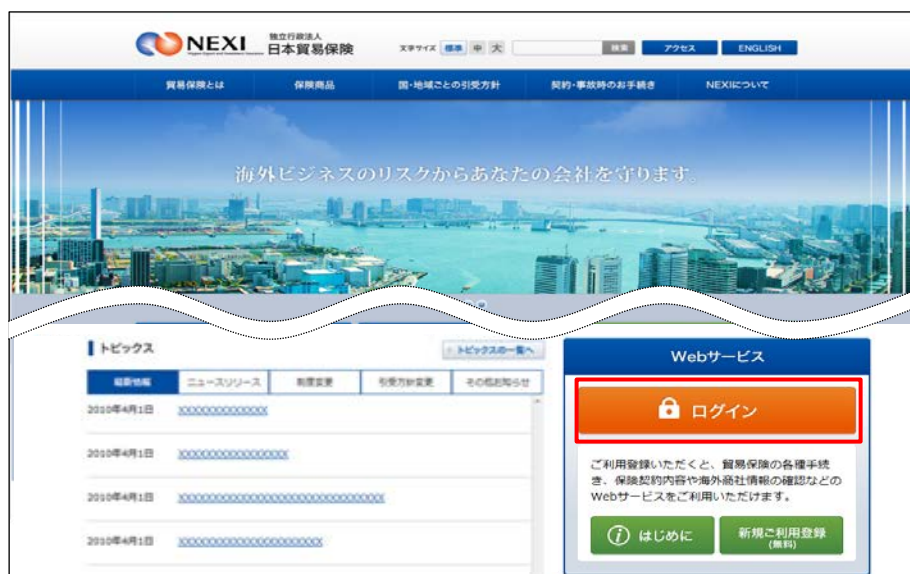 NEXI
独立行政法人
日本貿易保険
文字サイズ 標準 中 大
検索
アクセス
ENGLISH
貿易保険とは
保険商品
国・地域ごとの引受方針
契約・事故時のお手続き
NEXIについて
海外ビジネスのリスクからあなたの会社を守ります。
トピックス
トピックスの一覧へ
最新情報
ニュースリリース
制度変更
引受方針変更
その他お知らせ
2010年4月1日 XXXXXXXXXXXXX
2010年4月1日 XXXXXXXXXXXXXXXX
2010年4月1日 XXXXXXXXXXXXXXXXXXXXXXXXXXXXXX
2010年4月1日 XXXXXXXXXXXXXXXXXXXXX
Webサービス
ログイン
ご利用登録いただくと、貿易保険の各種手続
き、保険契約内容や海外商社情報の確認などの
Webサービスをご利用いただけます。
はじめに
新規ご利用登録
(無料)